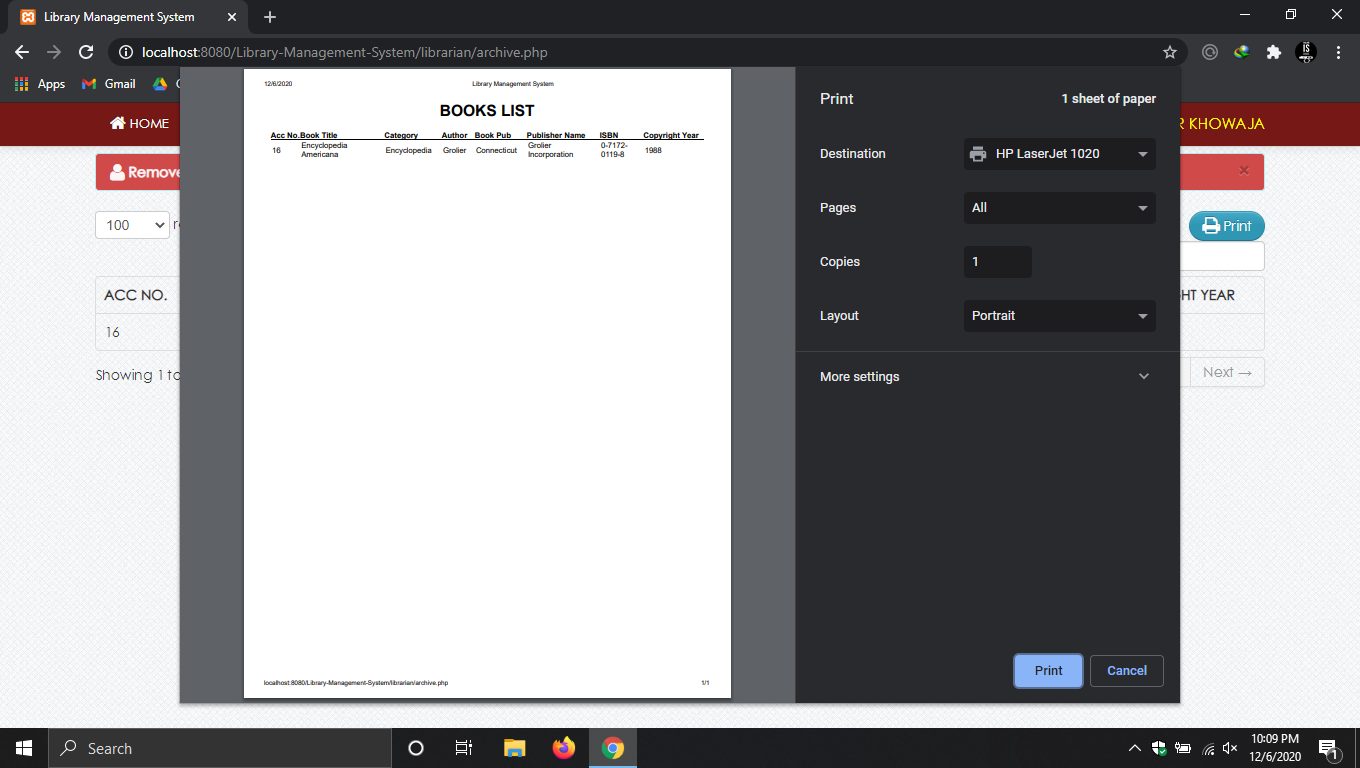 Library Management System
localhost:8080/Library-Management-System/librarian/archive.php
Apps
Gmail
HOME
R KHOWAJA
Remove
100
Print
ACC NO.
HT YEAR
16
Showing 1 to
Next →
12/6/2020
Library Management System
BOOKS LIST
Acc No. Book Title Category Author Book Pub Publisher Name ISBN Copyright Year
16 Encyclopedia Americana Encyclopedia Grolier Connecticut Grolier Incorporation 0-7172-0119-8 1988
localhost:8080/Library-Management-System/librarian/archive.php
1/1
Print
1 sheet of paper
Destination
HP LaserJet 1020
Pages
All
Copies
1
Layout
Portrait
More settings
Print
Cancel
Search
10:09 PM
12/6/2020
1